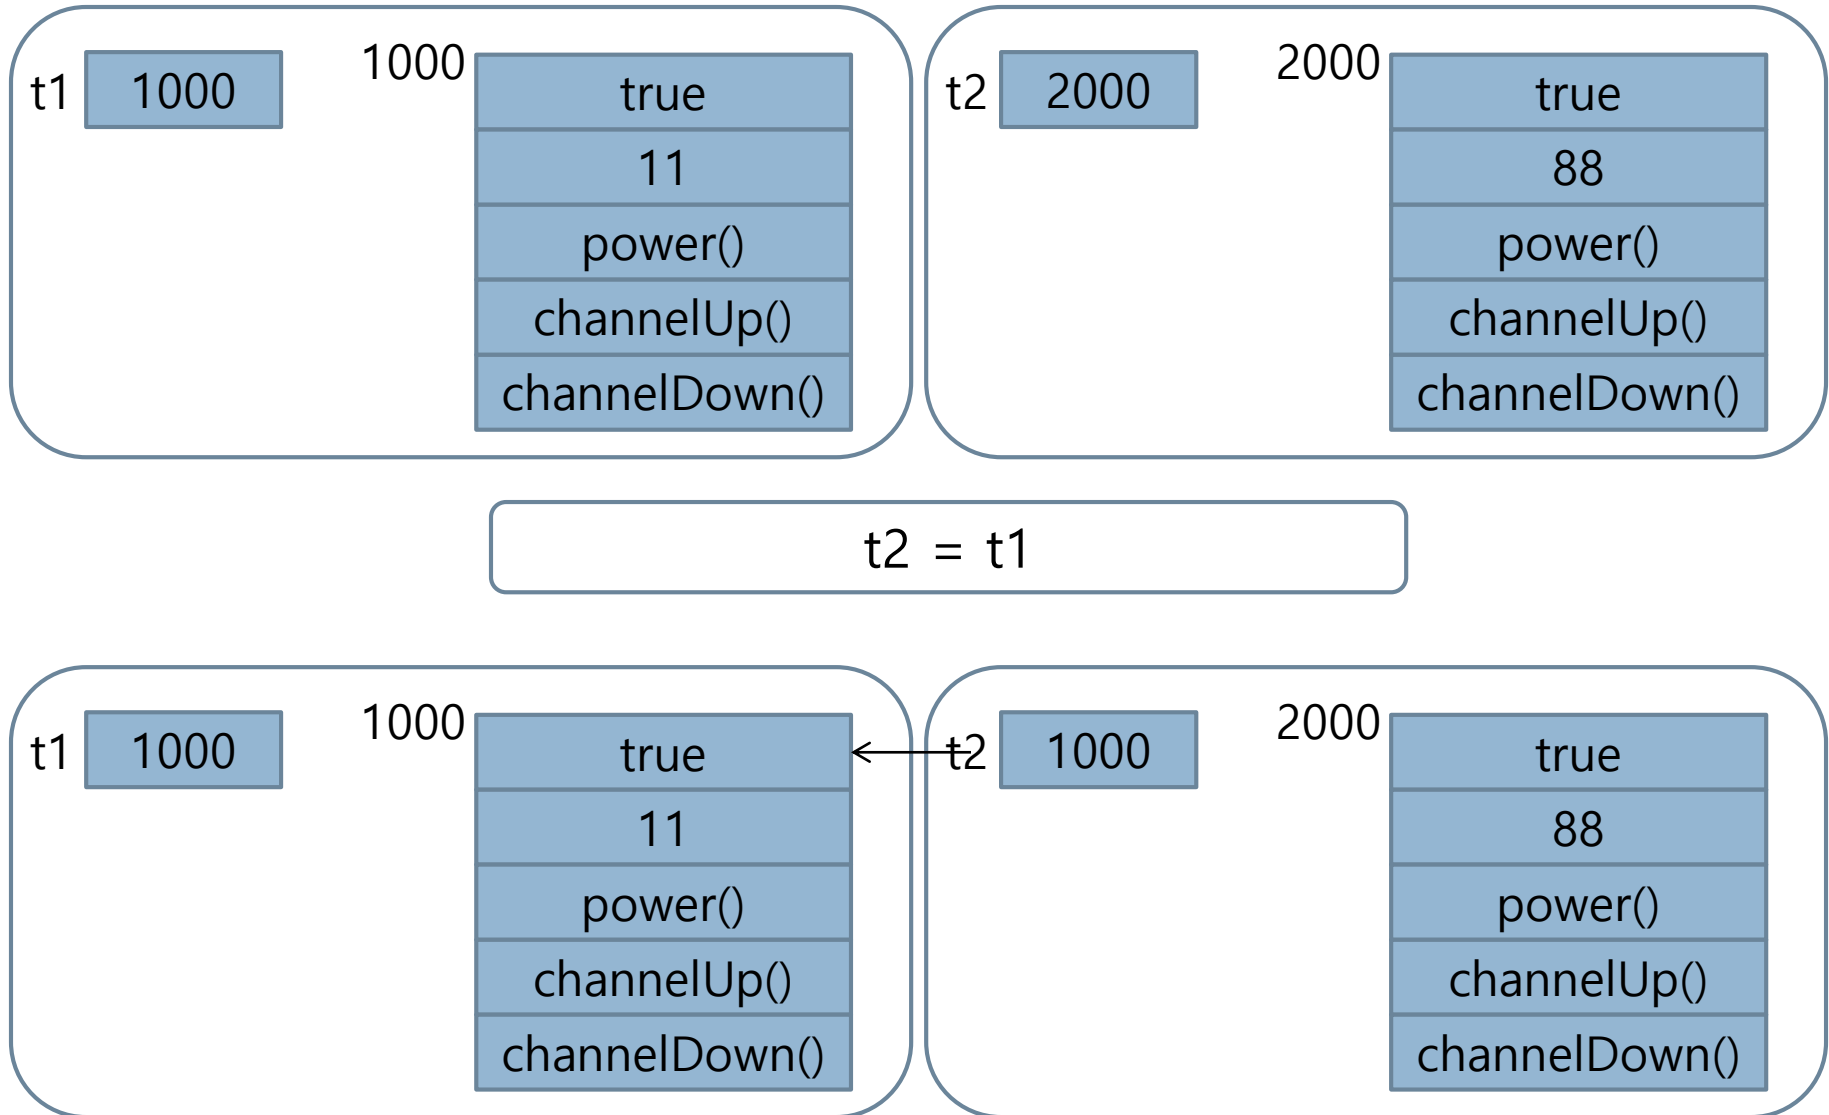 t1
1000
1000
true
11
power()
channelUp()
channelDown()
t2
2000
2000
true
88
power()
channelUp()
channelDown()
t2 = t1
t1
1000
1000
true
11
power()
channelUp()
channelDown()
t2
1000
2000
true
88
power()
channelUp()
channelDown()